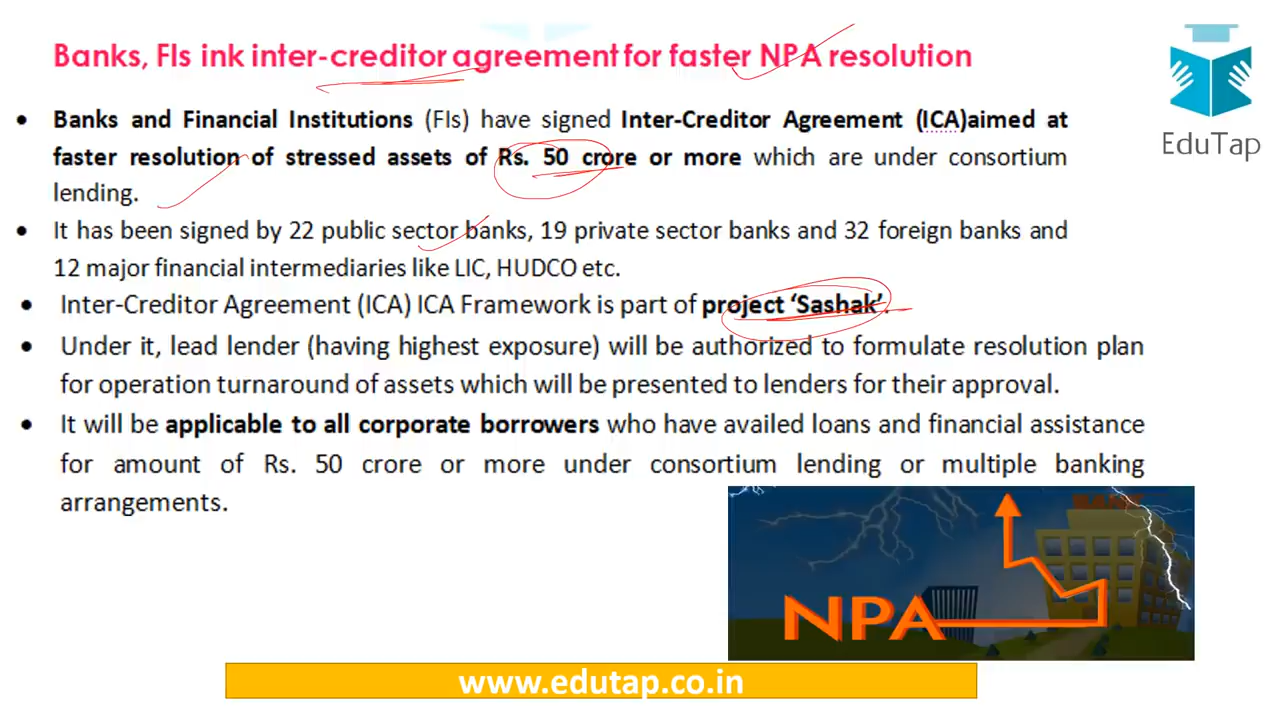 Banks, FIs ink inter-creditor agreement for faster NPA resolution
EduTap
• Banks and Financial Institutions (FIs) have signed Inter-Creditor Agreement (ICA)aimed at
faster resolution of stressed assets of Rs. 50 crore or more which are under consortium
lending.
• It has been signed by 22 public sector banks, 19 private sector banks and 32 foreign banks and
12 major financial intermediaries like LIC, HUDCO etc.
• Inter-Creditor Agreement (ICA) ICA Framework is part of project ‘Sashak’.
• Under it, lead lender (having highest exposure) will be authorized to formulate resolution plan
for operation turnaround of assets which will be presented to lenders for their approval.
• It will be applicable to all corporate borrowers who have availed loans and financial assistance
for amount of Rs. 50 crore or more under consortium lending or multiple banking
arrangements.
BANK
NPA
www.edutap.co.in